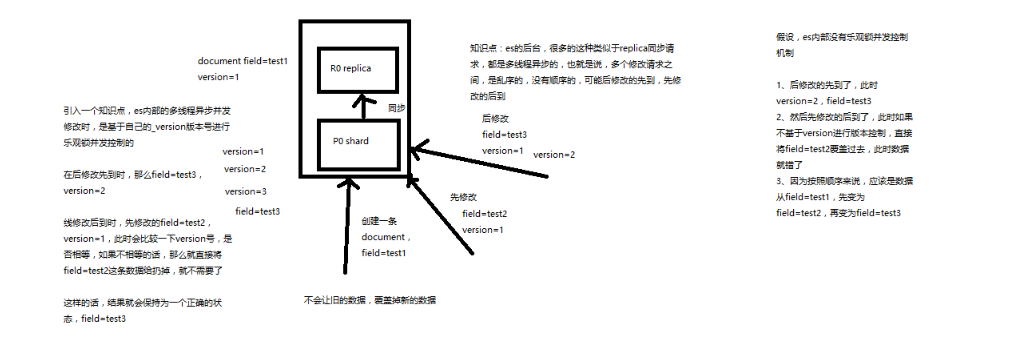 document field=test1
version=1
引入一个知识点，es内部的多线程异步并发
修改时，是基于自己的_version版本号进行
乐观锁并发控制的
在后修改先到时，那么field=test3，
version=2
线修改后到时，先修改的field=test2，
version=1，此时会比较一下version号，是
否相等，如果不相等的话，那么就直接将
field=test2这条数据给扔掉，就不需要了
这样的话，结果就会保持为一个正确的状
态，field=test3
version=1
version=2
version=3
field=test3
R0 replica
同步
P0 shard
创建一条
document，
field=test1
不会让旧的数据，覆盖掉新的数据
知识点：es的后台，很多的这种类似于replica同步请
求，都是多线程异步的，也就是说，多个修改请求之
间，是乱序的，没有顺序的，可能后修改的先到，先修
改的后到
后修改
field=test3
version=1
version=2
先修改
field=test2
version=1
假设，es内部没有乐观锁并发控制
机制
1、后修改的先到了，此时
version=2，field=test3
2、然后先修改的后到了，此时如果
不基于version进行版本控制，直接
将field=test2覆盖过去，此时数据
就错了
3、因为按照顺序来说，应该是数据
从field=test1，先变为
field=test2，再变为field=test3